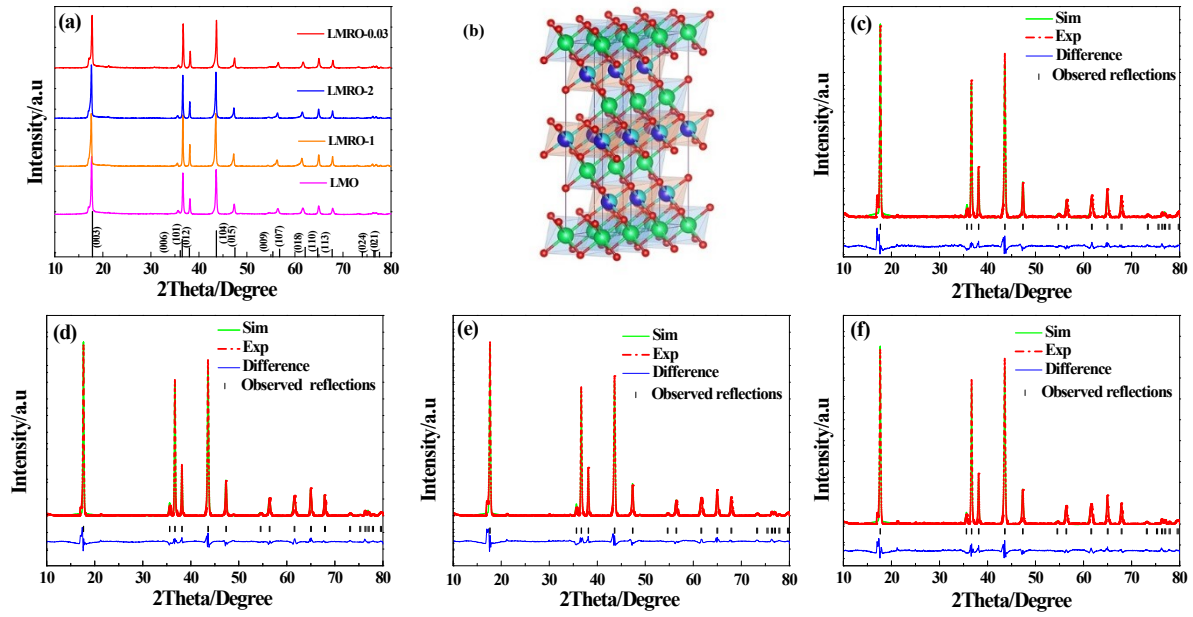 (a)
LMRO-0.03
LMRO-2
LMRO-1
LMO
Intensity/a.u
(003)
(006)
(101)
(012)
(104)
(015)
(009)
(107)
(018)
(110)
(113)
(024)
(021)
10 20 30 40 50 60 70 80
2Theta/Degree
(b)
(c)
Sim
Exp
Difference
Obsered reflections
Intensity/a.u
10 20 30 40 50 60 70 80
2Theta/Degree
(d)
Sim
Exp
Difference
Observed reflections
Intensity/a.u
10 20 30 40 50 60 70 80
2Theta/Degree
(e)
Sim
Exp
Difference
Observed reflections
Intensity/a.u
10 20 30 40 50 60 70 80
2Theta/Degree
(f)
Sim
Exp
Difference
Observed reflections
Intensity/a.u
10 20 30 40 50 60 70 80
2Theta/Degree